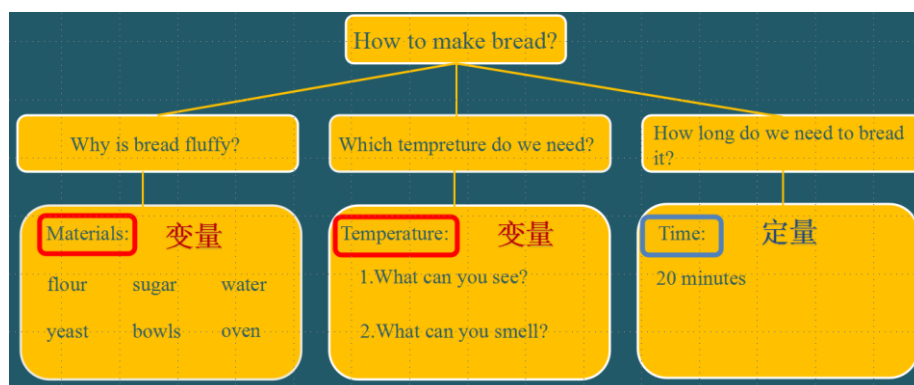 How to make bread?
Why is bread fluffy?
Which tempreture do we need?
How long do we need to bread
it?
Materials: 变量
flour sugar water
yeast bowls oven
Temperature: 变量
1.What can you see?
2.What can you smell?
Time: 定量
20 minutes